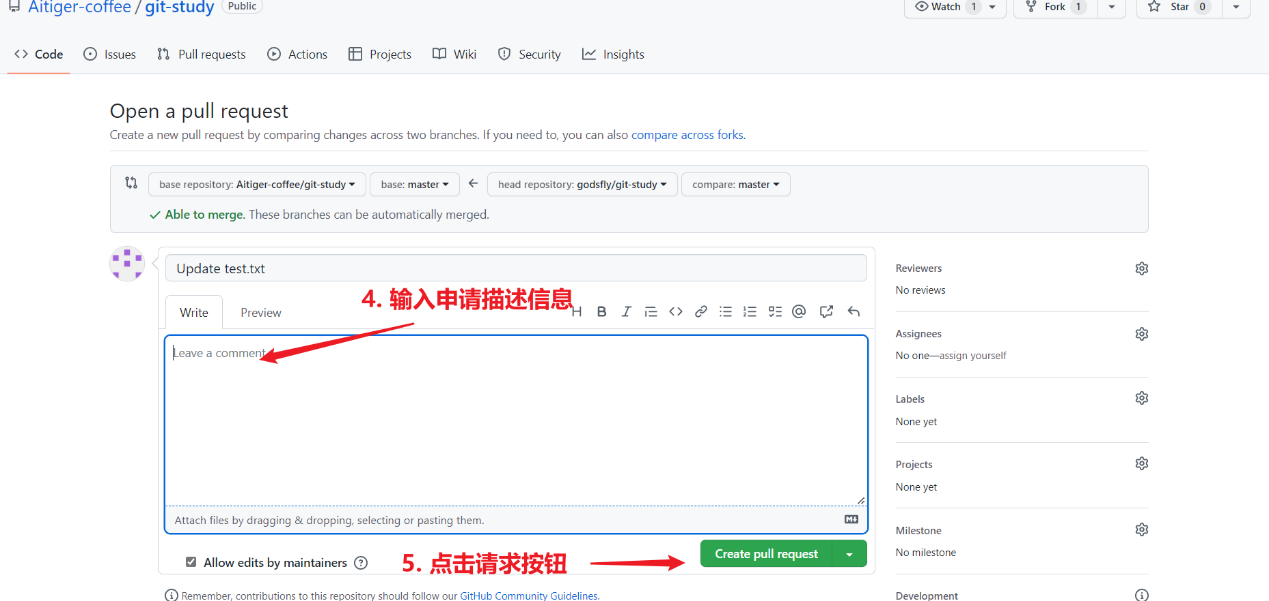 Aitiger-coffee / git-study Public
Watch 1 Fork 1 Star 0
Code Issues Pull requests Actions Projects Wiki Security Insights
Open a pull request
Create a new pull request by comparing changes across two branches. If you need to, you can also compare across forks.
base repository: Aitiger-coffee/git-study base: master ← head repository: godsfly/git-study compare: master
Able to merge. These branches can be automatically merged.
Update test.txt
Write Preview
4. 输入申请描述信息
Leave a comment
Attach files by dragging & dropping, selecting or pasting them.
Allow edits by maintainers
5. 点击请求按钮
Create pull request
Remember, contributions to this repository should follow our GitHub Community Guidelines.
Reviewers
No reviews
Assignees
No one—assign yourself
Labels
None yet
Projects
None yet
Milestone
No milestone
Development